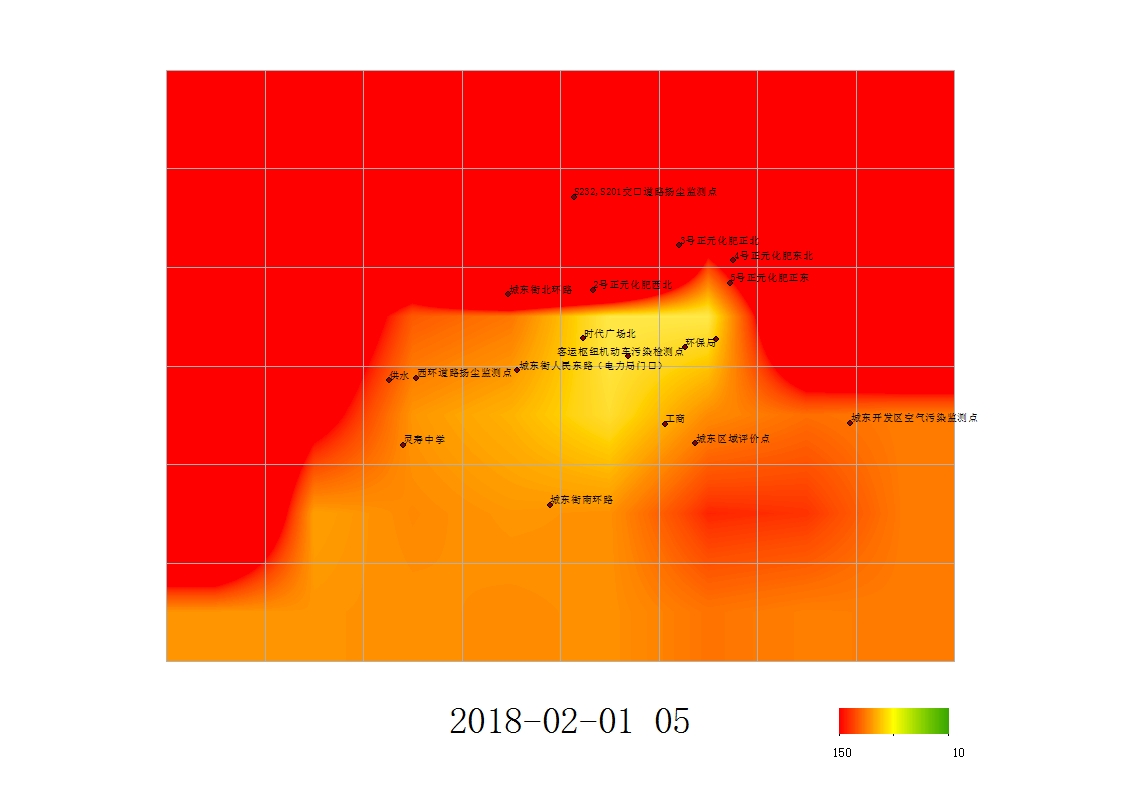 S232,S201交口道路扬尘监测点
3号正元化肥正北
4号正元化肥东北
5号正元化肥正东
2号正元化肥西北
城东街北环路
时代广场北
环保局
客运枢纽机动车污染检测点
城东街人民东路(电力局门口)
西环道路扬尘监测点
供水
工商
城东开发区空气污染监测点
城东区域评价点
灵寿中学
城东街南环路
2018-02-01 05
150
10